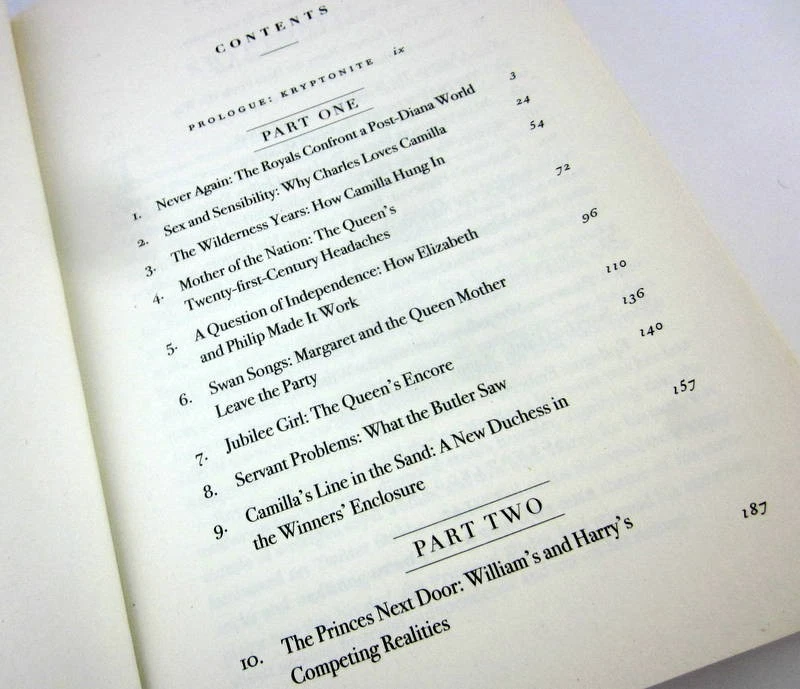 CONTENTS
PROLOGUE: KRYPTONITE ix
PART ONE
1. Never Again: The Royals Confront a Post-Diana World 3
2. Sex and Sensibility: Why Charles Loves Camilla 24
3. The Wilderness Years: How Camilla Hung In 54
4. Mother of the Nation: The Queen's 72
Twenty-first-Century Headaches
5. A Question of Independence: How Elizabeth 96
and Philip Made It Work
6. Swan Songs: Margaret and the Queen Mother 110
Leave the Party
7. Jubilee Girl: The Queen's Encore 136
8. Servant Problems: What the Butler Saw 140
9. Camilla's Line in the Sand: A New Duchess in 157
the Winners' Enclosure
PART TWO
10. The Princes Next Door: William's and Harry's 187
Competing Realities